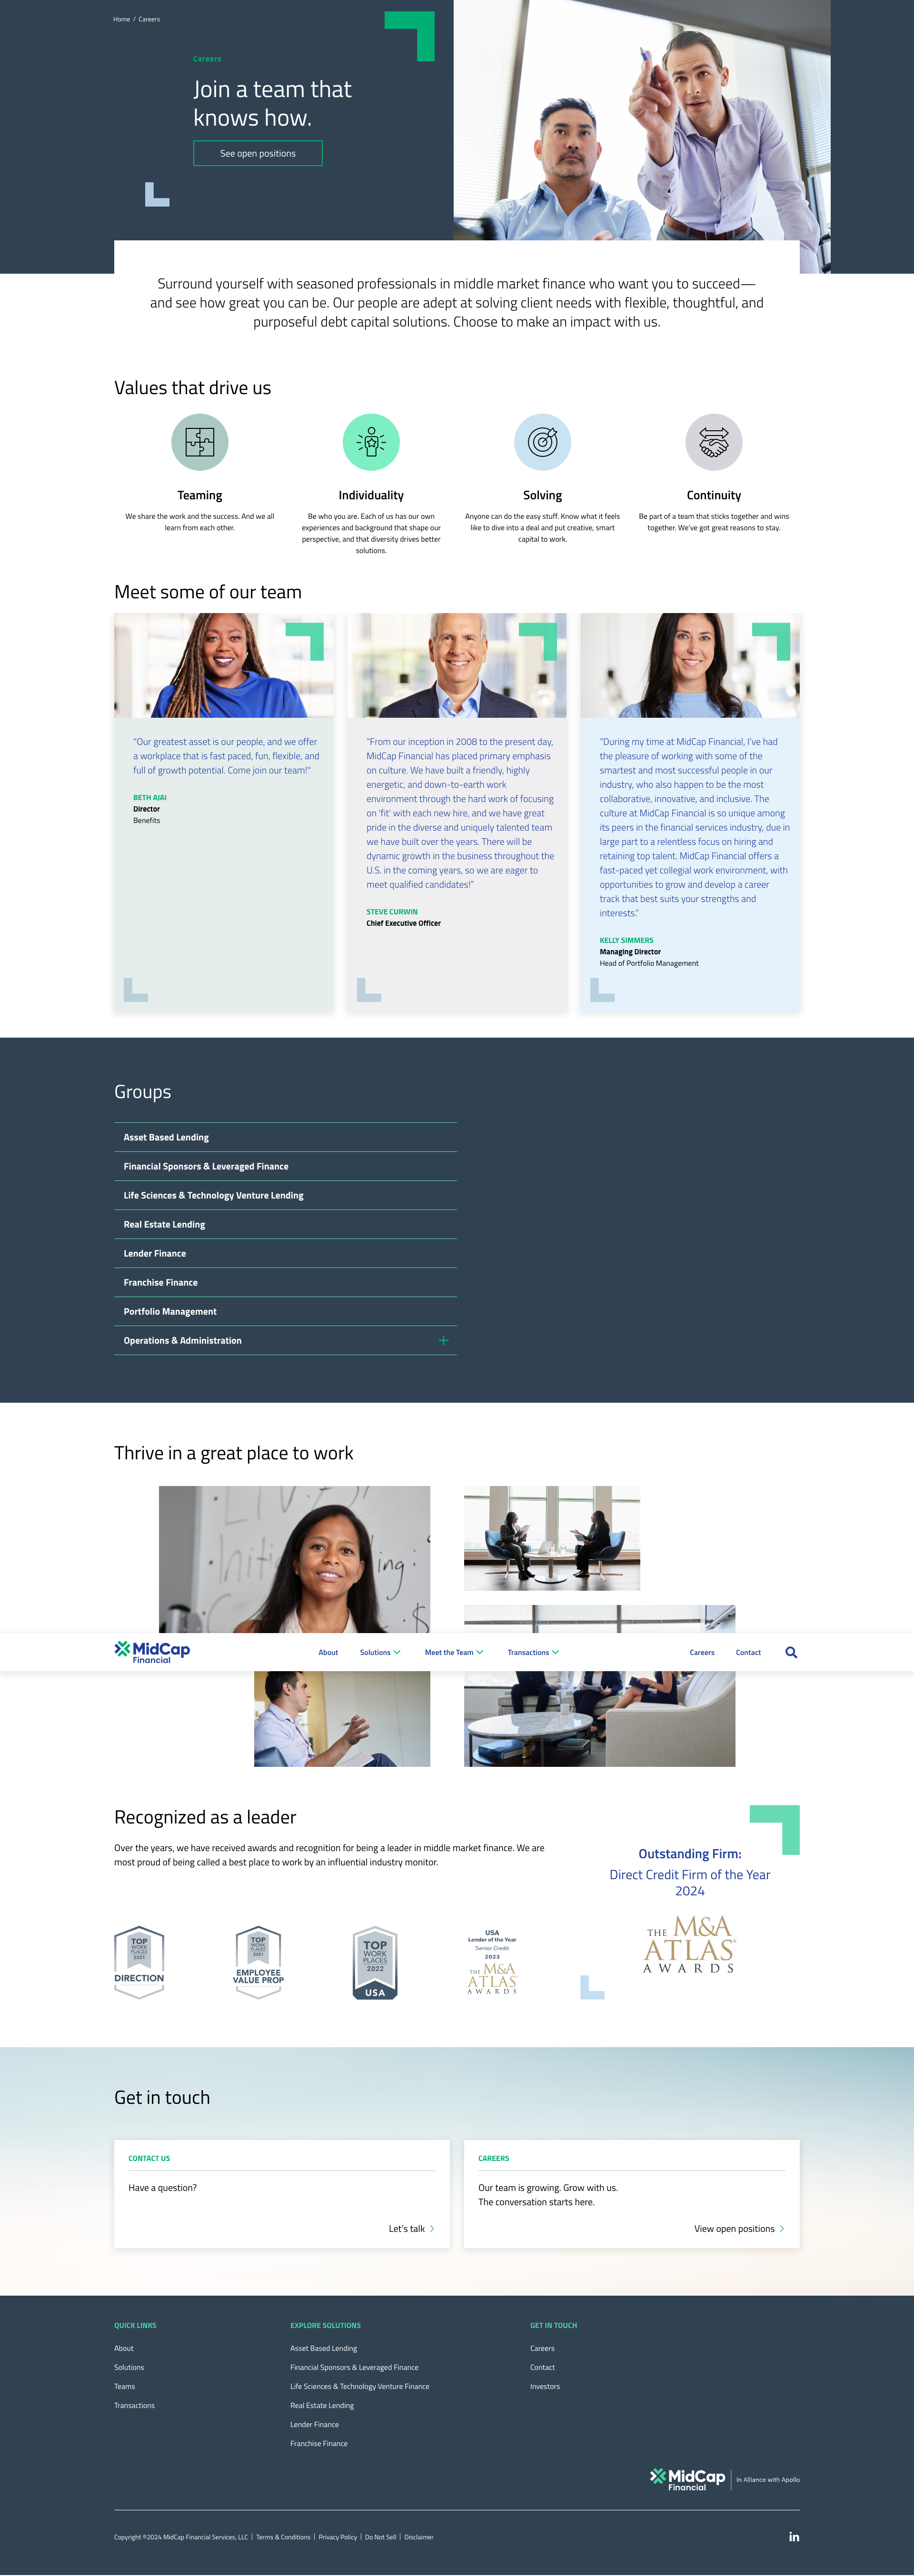 Home / Careers
Careers
Join a team that
knows how.
See open positions
Surround yourself with seasoned professionals in middle market finance who want you to succeed—
and see how great you can be. Our people are adept at solving client needs with flexible, thoughtful, and
purposeful debt capital solutions. Choose to make an impact with us.
Values that drive us
Teaming
We share the work and the success. And we all
learn from each other.
Individuality
Be who you are. Each of us has our own
experiences and background that shape our
perspective, and that diversity drives better
solutions.
Solving
Anyone can do the easy stuff. Know what it feels
like to dive into a deal and put creative, smart
capital to work.
Continuity
Be part of a team that sticks together and wins
together. We've got great reasons to stay.
Meet some of our team
"Our greatest asset is our people, and we offer
a workplace that is fast paced, fun, flexible, and
full of growth potential. Come join our team!"
BETH AJAI
Director
Benefits
"From our inception in 2008 to the present day,
MidCap Financial has placed primary emphasis
on culture. We have built a friendly, highly
energetic, and down-to-earth work
environment through the hard work of focusing
on 'fit' with each new hire, and we have great
pride in the diverse and uniquely talented team
we have built over the years. There will be
dynamic growth in the business throughout the
U.S. in the coming years, so we are eager to
meet qualified candidates!"
STEVE CURWIN
Chief Executive Officer
"During my time at MidCap Financial, I've had
the pleasure of working with some of the
smartest and most successful people in our
industry, who also happen to be the most
collaborative, innovative, and inclusive. The
culture at MidCap Financial is so unique among
its peers in the financial services industry, due in
large part to a relentless focus on hiring and
retaining top talent. MidCap Financial offers a
fast-paced yet collegial work environment, with
opportunities to grow and develop a career
track that best suits your strengths and
interests."
KELLY SIMMERS
Managing Director
Head of Portfolio Management
Groups
Asset Based Lending
Financial Sponsors & Leveraged Finance
Life Sciences & Technology Venture Lending
Real Estate Lending
Lender Finance
Franchise Finance
Portfolio Management
Operations & Administration
Thrive in a great place to work
MidCap
Financial
About
Solutions
Meet the Team
Transactions
Careers
Contact
Recognized as a leader
Over the years, we have received awards and recognition for being a leader in middle market finance. We are
most proud of being called a best place to work by an influential industry monitor.
TOP
WORK
PLACES
2021
DIRECTION
TOP
WORK
PLACES
2021
EMPLOYEE
VALUE PROP
TOP
WORK
PLACES
2022
USA
USA
Lender of the Year
Senior Credit
2023
THE M&A
ATLAS
AWARDS
Outstanding Firm:
Direct Credit Firm of the Year
2024
THE M&A
ATLAS®
AWARDS
Get in touch
CONTACT US
Have a question?
Let's talk
CAREERS
Our team is growing. Grow with us.
The conversation starts here.
View open positions
QUICK LINKS
About
Solutions
Teams
Transactions
EXPLORE SOLUTIONS
Asset Based Lending
Financial Sponsors & Leveraged Finance
Life Sciences & Technology Venture Finance
Real Estate Lending
Lender Finance
Franchise Finance
GET IN TOUCH
Careers
Contact
Investors
MidCap
Financial
In Alliance with Apollo
Copyright ©2024 MidCap Financial Services, LLC | Terms & Conditions | Privacy Policy | Do Not Sell | Disclaimer
in